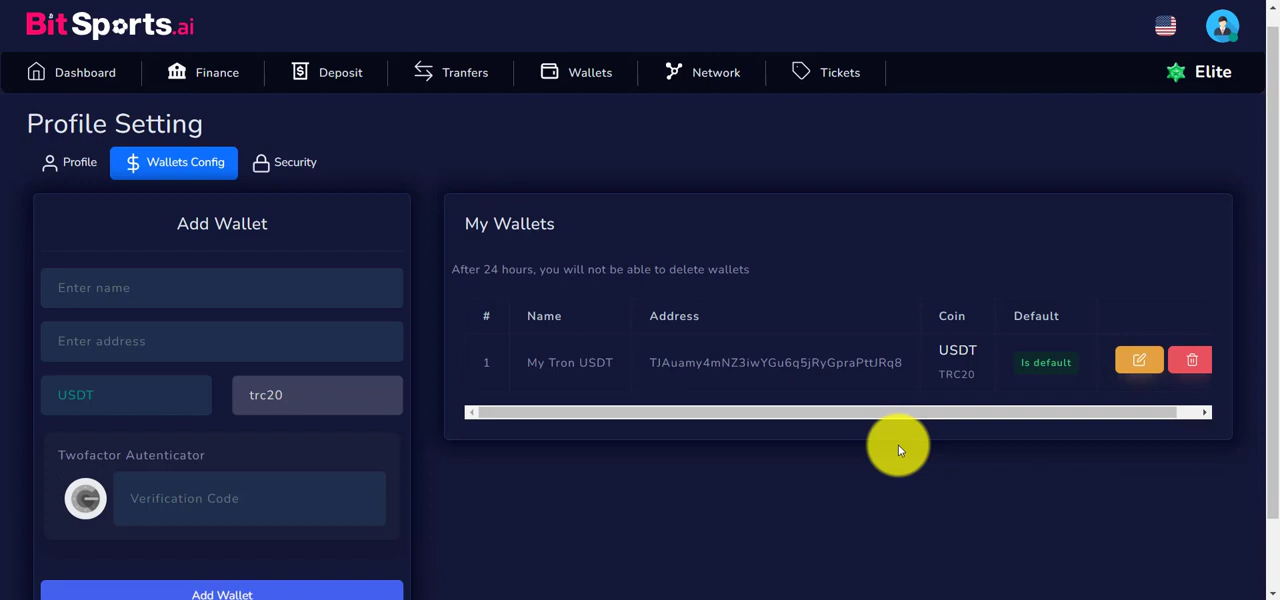 BitSports.ai
Dashboard
Finance
Deposit
Tranfers
Wallets
Network
Tickets
Elite
Profile Setting
Profile
Wallets Config
Security
Add Wallet
Enter name
Enter address
USDT
trc20
Twofactor Autenticator
Verification Code
Add Wallet
My Wallets
After 24 hours, you will not be able to delete wallets
# Name Address Coin Default
1 My Tron USDT TJAuamy4mNZ3iwYGu6q5jRyGpraPttJRq8 USDT Is default
TRC20